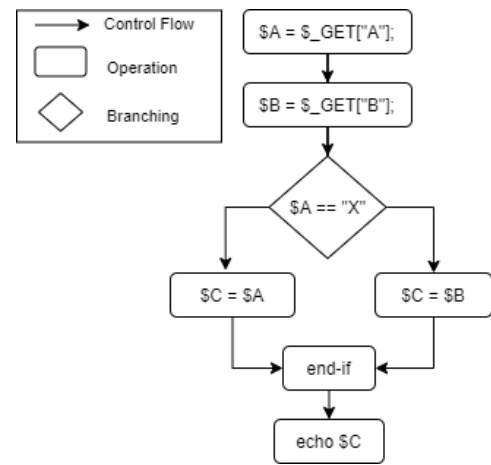 Control Flow
Operation
Branching
$A = $_GET["A"];
$B = $_GET["B"];
$A == "X"
$C = $A
$C = $B
end-if
echo $C